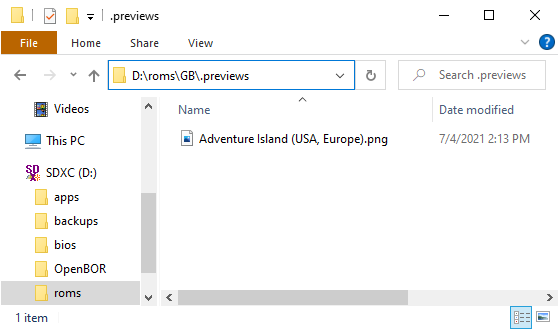 .previews
File Home Share View
D:\roms\GB\.previews Search .previews
Name Date modified
Videos
Adventure Island (USA, Europe).png 7/4/2021 2:13 PM
This PC
SDXC (D:)
apps
backups
bios
OpenBOR
roms
1 item